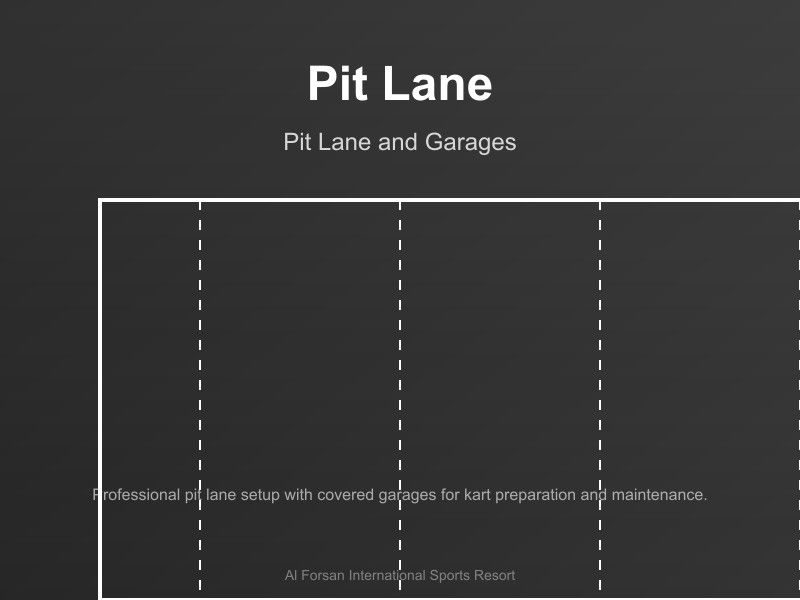 Pit Lane
Pit Lane and Garages
Professional pit lane setup with covered garages for kart preparation and maintenance.
Al Forsan International Sports Resort